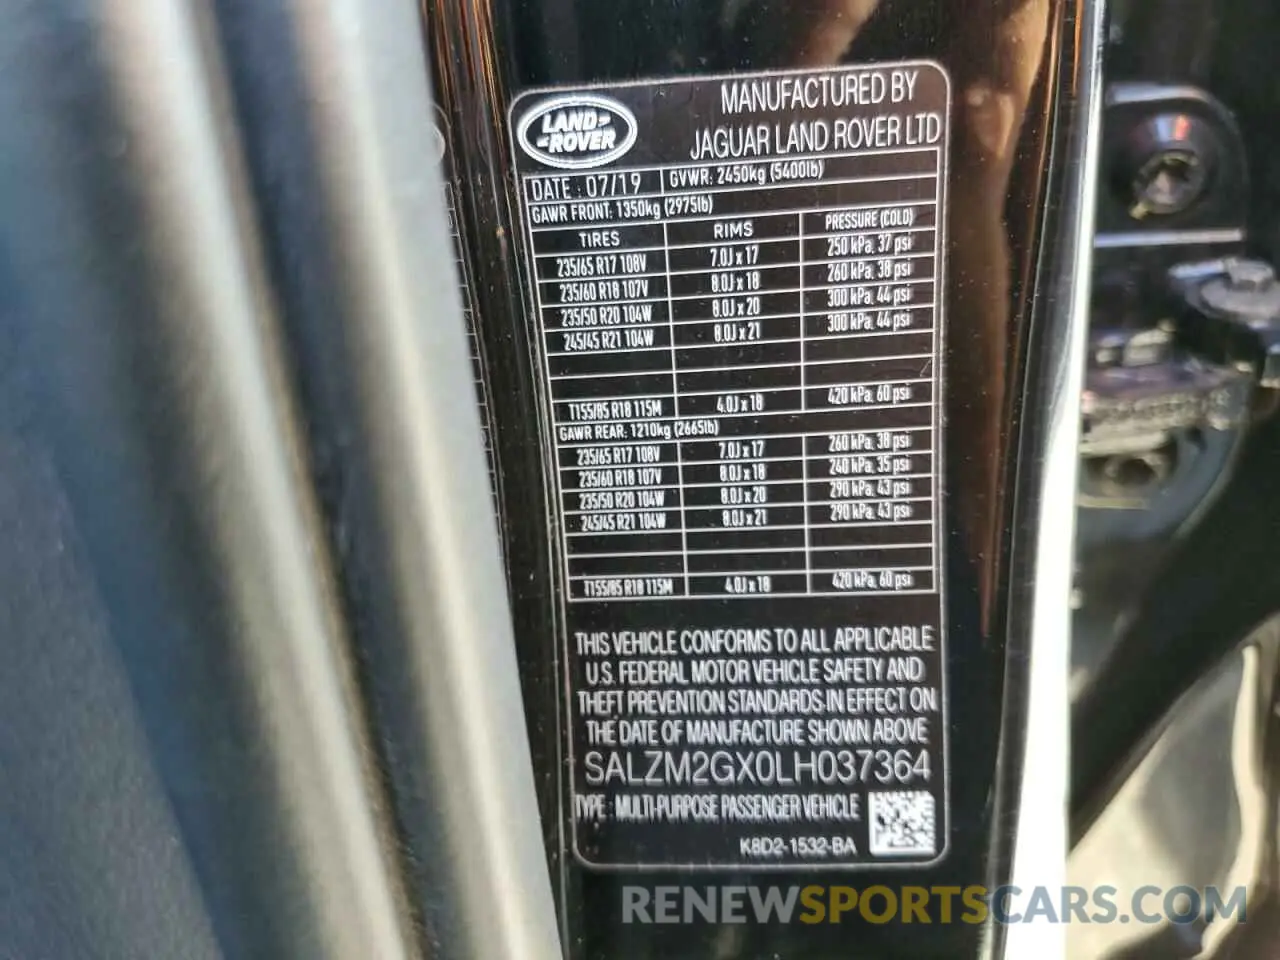 LAND-
-ROVER
MANUFACTURED BY
JAGUAR LAND ROVER LTD
DATE : 07/19 GVWR: 2450kg (5400lb)
GAWR FRONT: 1350kg (2975lb)
TIRES RIMS PRESSURE (COLD)
235/65 R17 108V 7.0J x 17 250 kPa, 37 psi
235/60 R18 107V 8.0J x 18 260 kPa, 38 psi
235/50 R20 104W 8.0J x 20 300 kPa, 44 psi
245/45 R21 104W 8.0J x 21 300 kPa, 44 psi
T155/85 R18 115M 4.0J x 18 420 kPa, 60 psi
GAWR REAR: 1210kg (2665lb)
235/65 R17 108V 7.0J x 17 260 kPa, 38 psi
235/60 R18 107V 8.0J x 18 240 kPa, 35 psi
235/50 R20 104W 8.0J x 20 290 kPa, 43 psi
245/45 R21 104W 8.0J x 21 290 kPa, 43 psi
T155/85 R18 115M 4.0J x 18 420 kPa, 60 psi
THIS VEHICLE CONFORMS TO ALL APPLICABLE
U.S. FEDERAL MOTOR VEHICLE SAFETY AND
THEFT PREVENTION STANDARDS IN EFFECT ON
THE DATE OF MANUFACTURE SHOWN ABOVE
SALZM2GX0LH037364
TYPE : MULTI-PURPOSE PASSENGER VEHICLE
K8D2-1532-BA
RENEWSPORTSCARS.COM